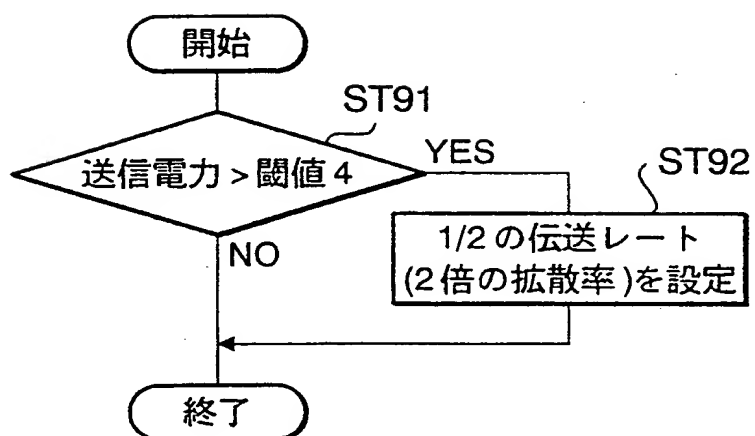 開始
ST91
送信電力 > 閾値 4
YES
ST92
1/2 の伝送レート
(2 倍の拡散率)を設定
NO
終了